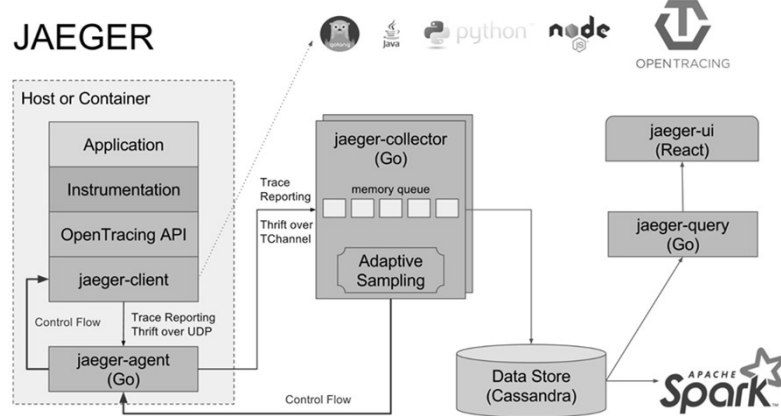 JAEGER
golang
Java
python
node
JS
OPENTRACING
Host or Container
Application
Instrumentation
OpenTracing API
jaeger-client
Control Flow
Trace Reporting
Thrift over UDP
jaeger-agent
(Go)
Trace
Reporting
Thrift over
TChannel
jaeger-collector
(Go)
memory queue
Adaptive
Sampling
Control Flow
jaeger-ui
(React)
jaeger-query
(Go)
Data Store
(Cassandra)
APACHE
Spark